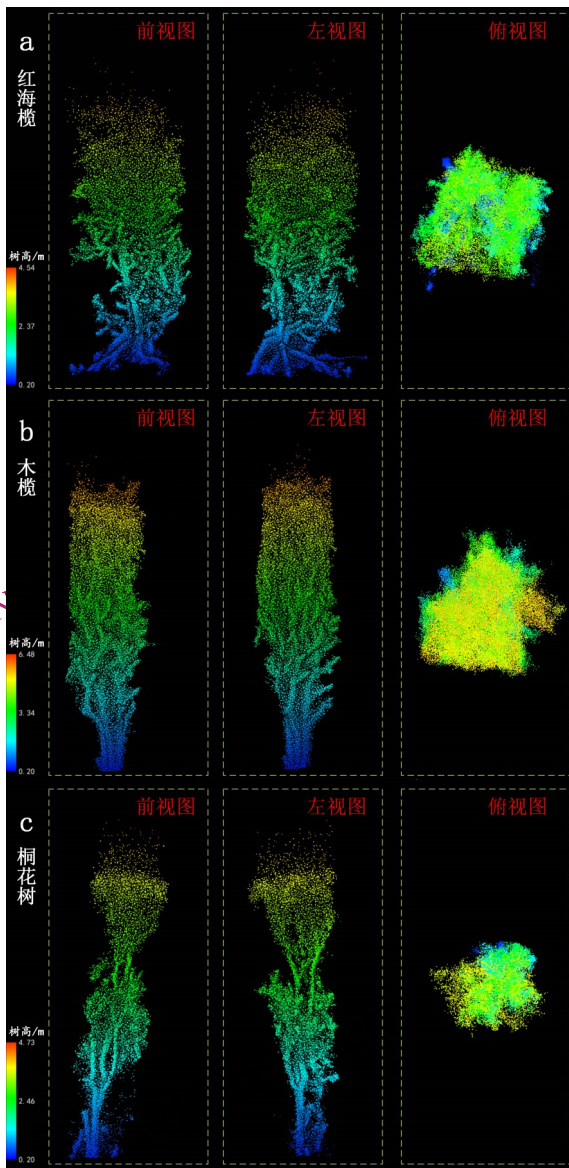 a
红海榄
前视图
左视图
俯视图
树高/m
4.54
2.37
0.20
b
木榄
前视图
左视图
俯视图
树高/m
6.48
3.34
0.20
c
桐花树
前视图
左视图
俯视图
树高/m
4.73
2.46
0.20